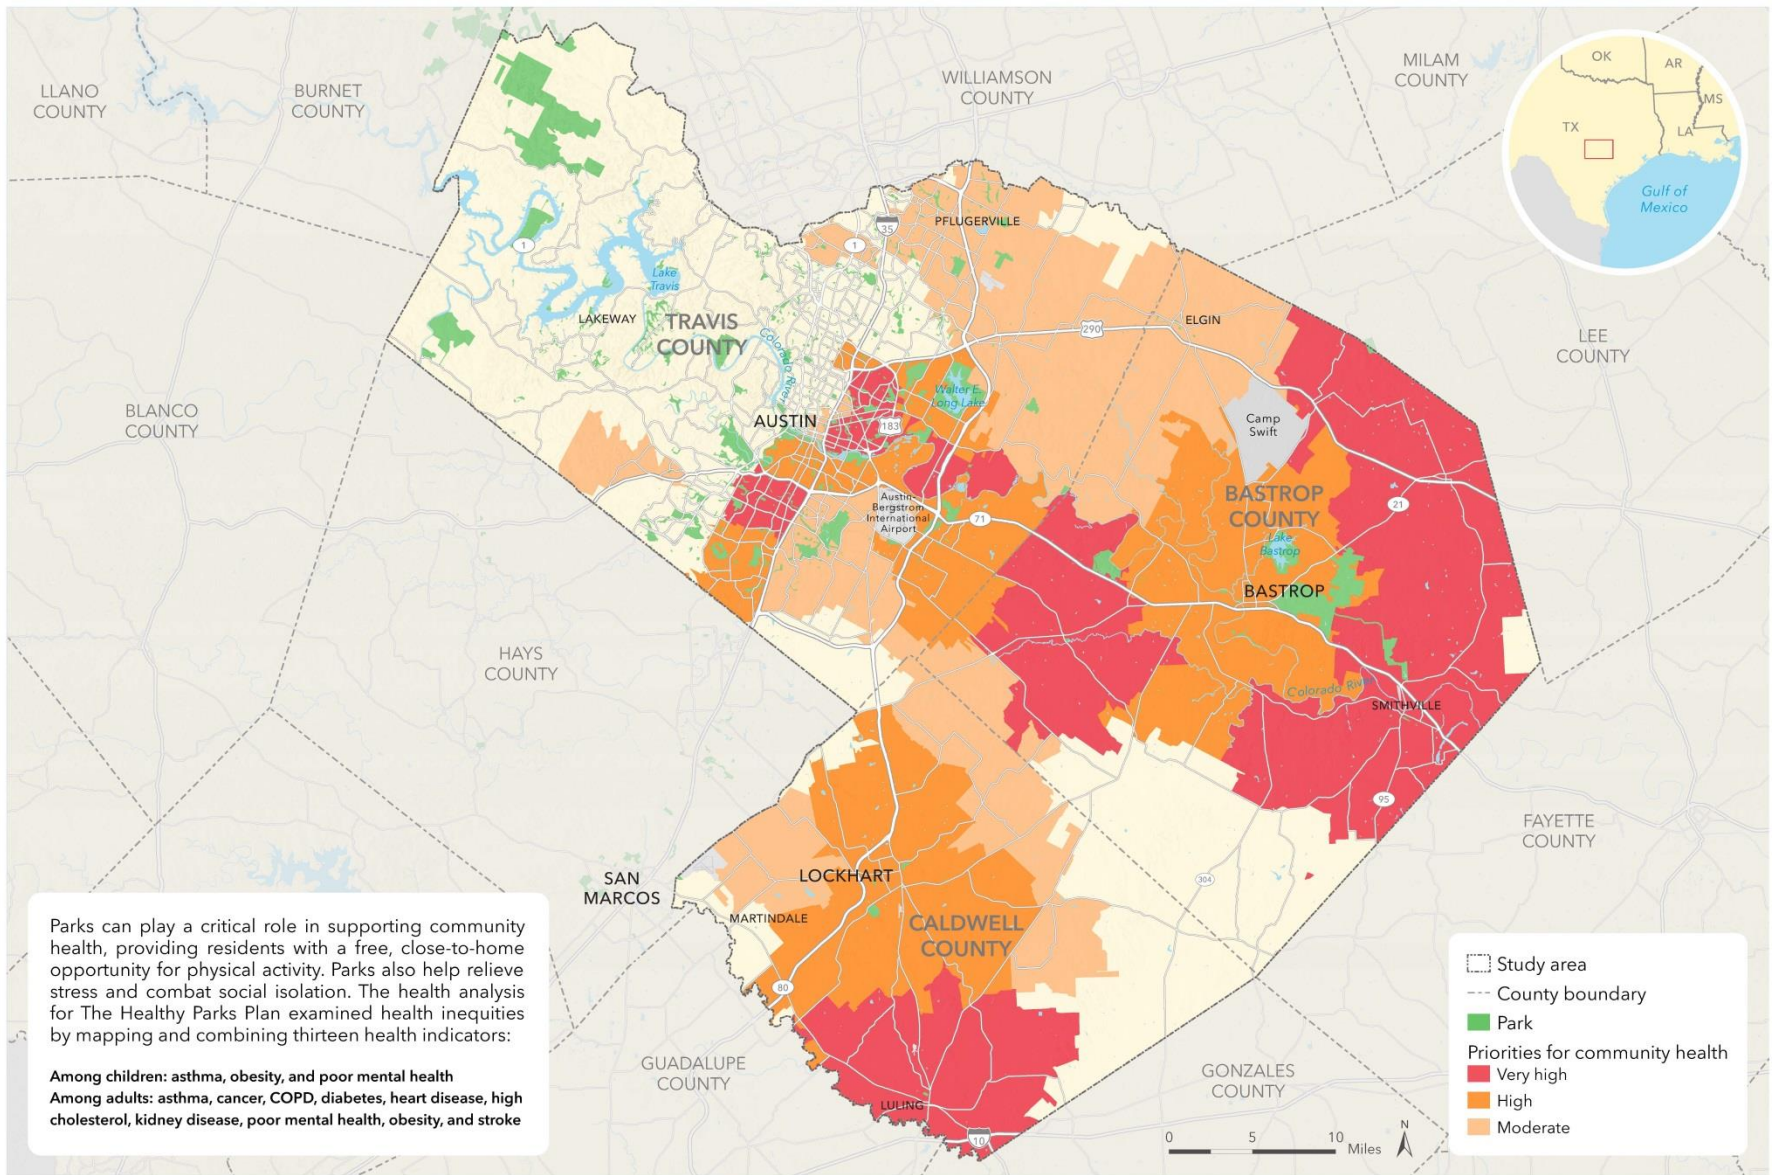 LLANO
COUNTY
BURNET
COUNTY
WILLIAMSON
COUNTY
MILAM
COUNTY
OK
AR
MS
TX
LA
Gulf of
Mexico
35
PFLUGERVILLE
1
1
Lake
Travis
LAKEWAY
TRAVIS
COUNTY
Colorado River
290
ELGIN
LEE
COUNTY
BLANCO
COUNTY
Walter E.
Long Lake
AUSTIN
183
Camp
Swift
Austin-
Bergstrom
International
Airport
71
BASTROP
COUNTY
21
Lake
Bastrop
BASTROP
HAYS
COUNTY
Colorado River
SMITHVILLE
95
FAYETTE
COUNTY
SAN
MARCOS
LOCKHART
304
MARTINDALE
CALDWELL
COUNTY
80
GUADALUPE
COUNTY
GONZALES
COUNTY
LULING
10
Parks can play a critical role in supporting community
health, providing residents with a free, close-to-home
opportunity for physical activity. Parks also help relieve
stress and combat social isolation. The health analysis
for The Healthy Parks Plan examined health inequities
by mapping and combining thirteen health indicators:
Among children: asthma, obesity, and poor mental health
Among adults: asthma, cancer, COPD, diabetes, heart disease, high
cholesterol, kidney disease, poor mental health, obesity, and stroke
0 5 10 Miles
N
Study area
County boundary
Park
Priorities for community health
Very high
High
Moderate